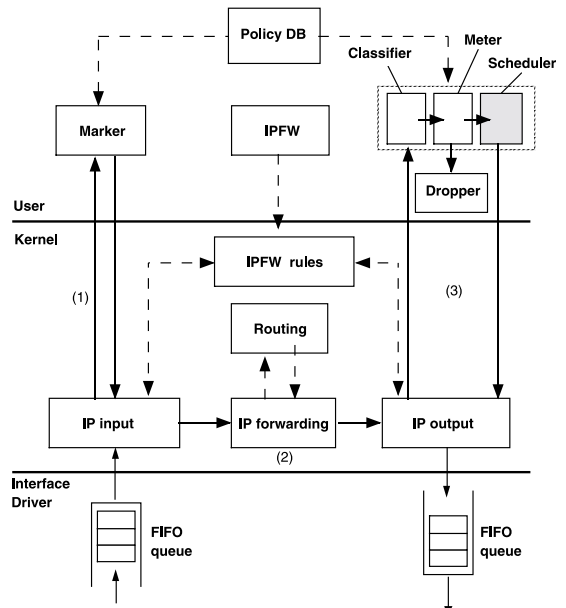 Policy DB
Meter
Classifier
Scheduler
Marker
IPFW
Dropper
User
Kernel
IPFW rules
(1)
(3)
Routing
IP input
IP forwarding
IP output
(2)
Interface
Driver
FIFO
queue
FIFO
queue